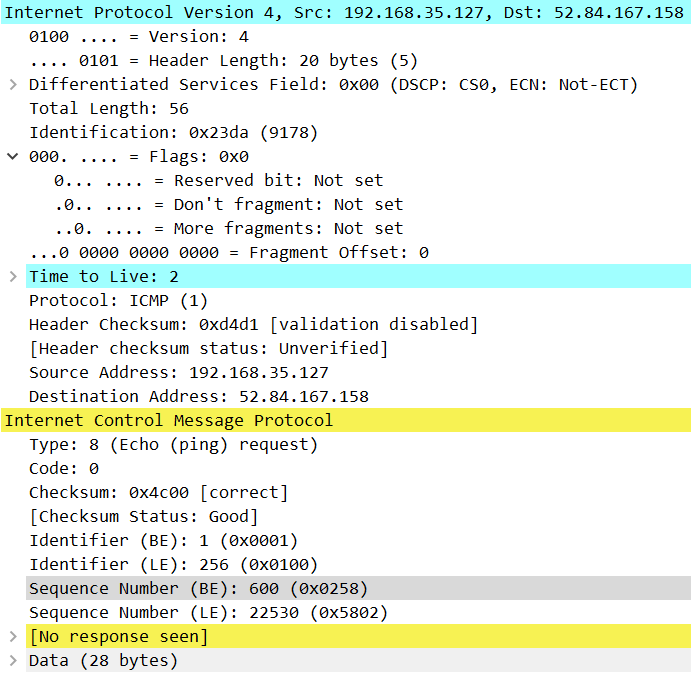 Internet Protocol Version 4, Src: 192.168.35.127, Dst: 52.84.167.158
0100 .... = Version: 4
.... 0101 = Header Length: 20 bytes (5)
Differentiated Services Field: 0x00 (DSCP: CS0, ECN: Not-ECT)
Total Length: 56
Identification: 0x23da (9178)
000. .... = Flags: 0x0
0... .... = Reserved bit: Not set
.0.. .... = Don't fragment: Not set
..0. .... = More fragments: Not set
...0 0000 0000 0000 = Fragment Offset: 0
Time to Live: 2
Protocol: ICMP (1)
Header Checksum: 0xd4d1 [validation disabled]
[Header checksum status: Unverified]
Source Address: 192.168.35.127
Destination Address: 52.84.167.158
Internet Control Message Protocol
Type: 8 (Echo (ping) request)
Code: 0
Checksum: 0x4c00 [correct]
[Checksum Status: Good]
Identifier (BE): 1 (0x0001)
Identifier (LE): 256 (0x0100)
Sequence Number (BE): 600 (0x0258)
Sequence Number (LE): 22530 (0x5802)
[No response seen]
Data (28 bytes)